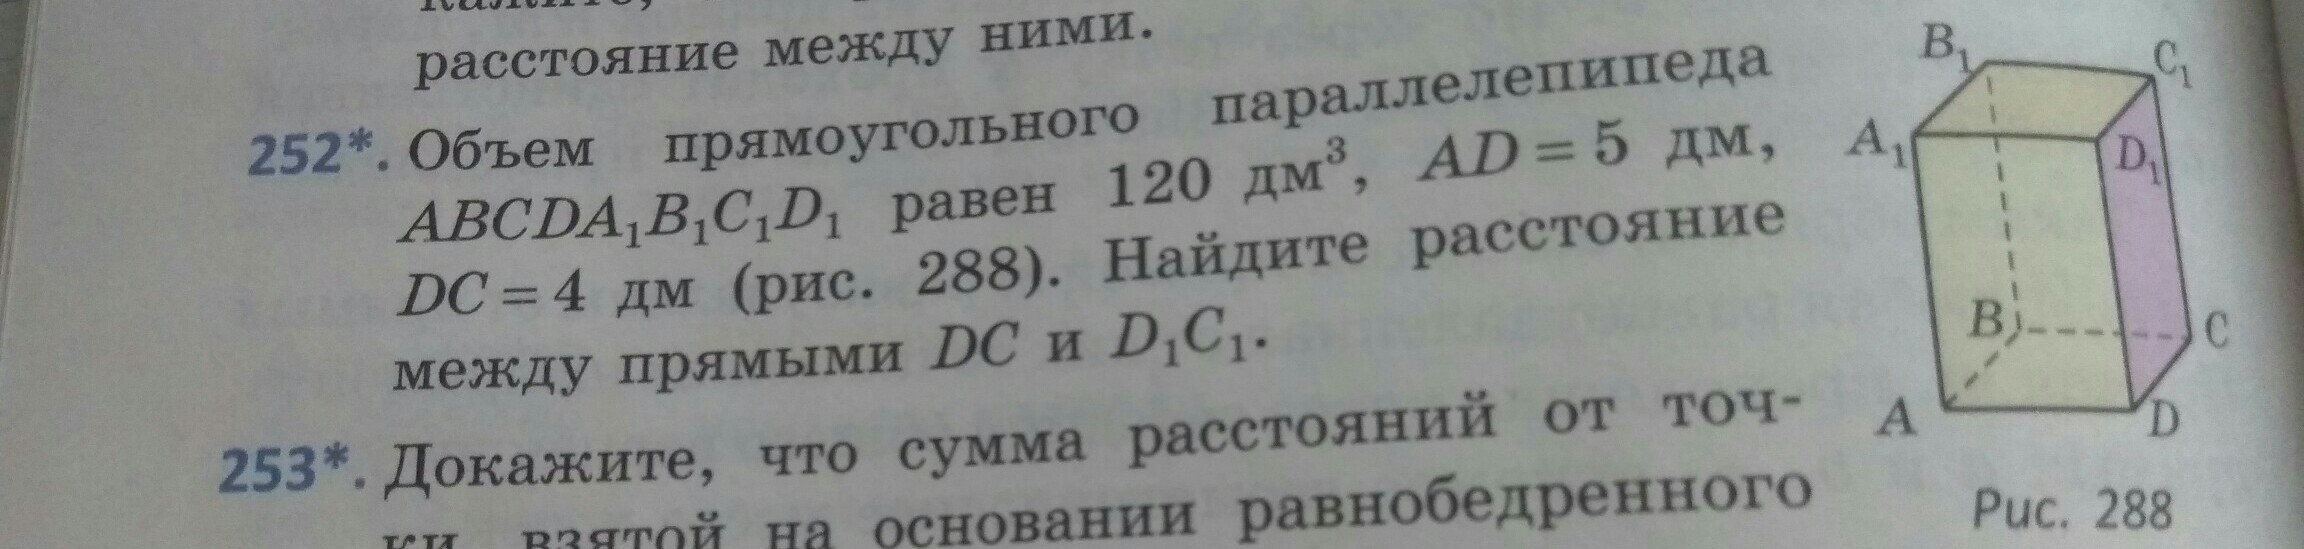 расстояние между ними.
252*. Объем прямоугольного параллелепипеда
ABCDA₁B₁C₁D₁ равен 120 дм³, AD = 5 дм,
DC = 4 дм (рис. 288). Найдите расстояние
между прямыми DC и D₁C₁.
253*. Докажите, что сумма расстояний от точ-
ки, взятой на основании равнобедренного
B₁
C₁
A₁
D₁
B
C
A
D
Рис. 288